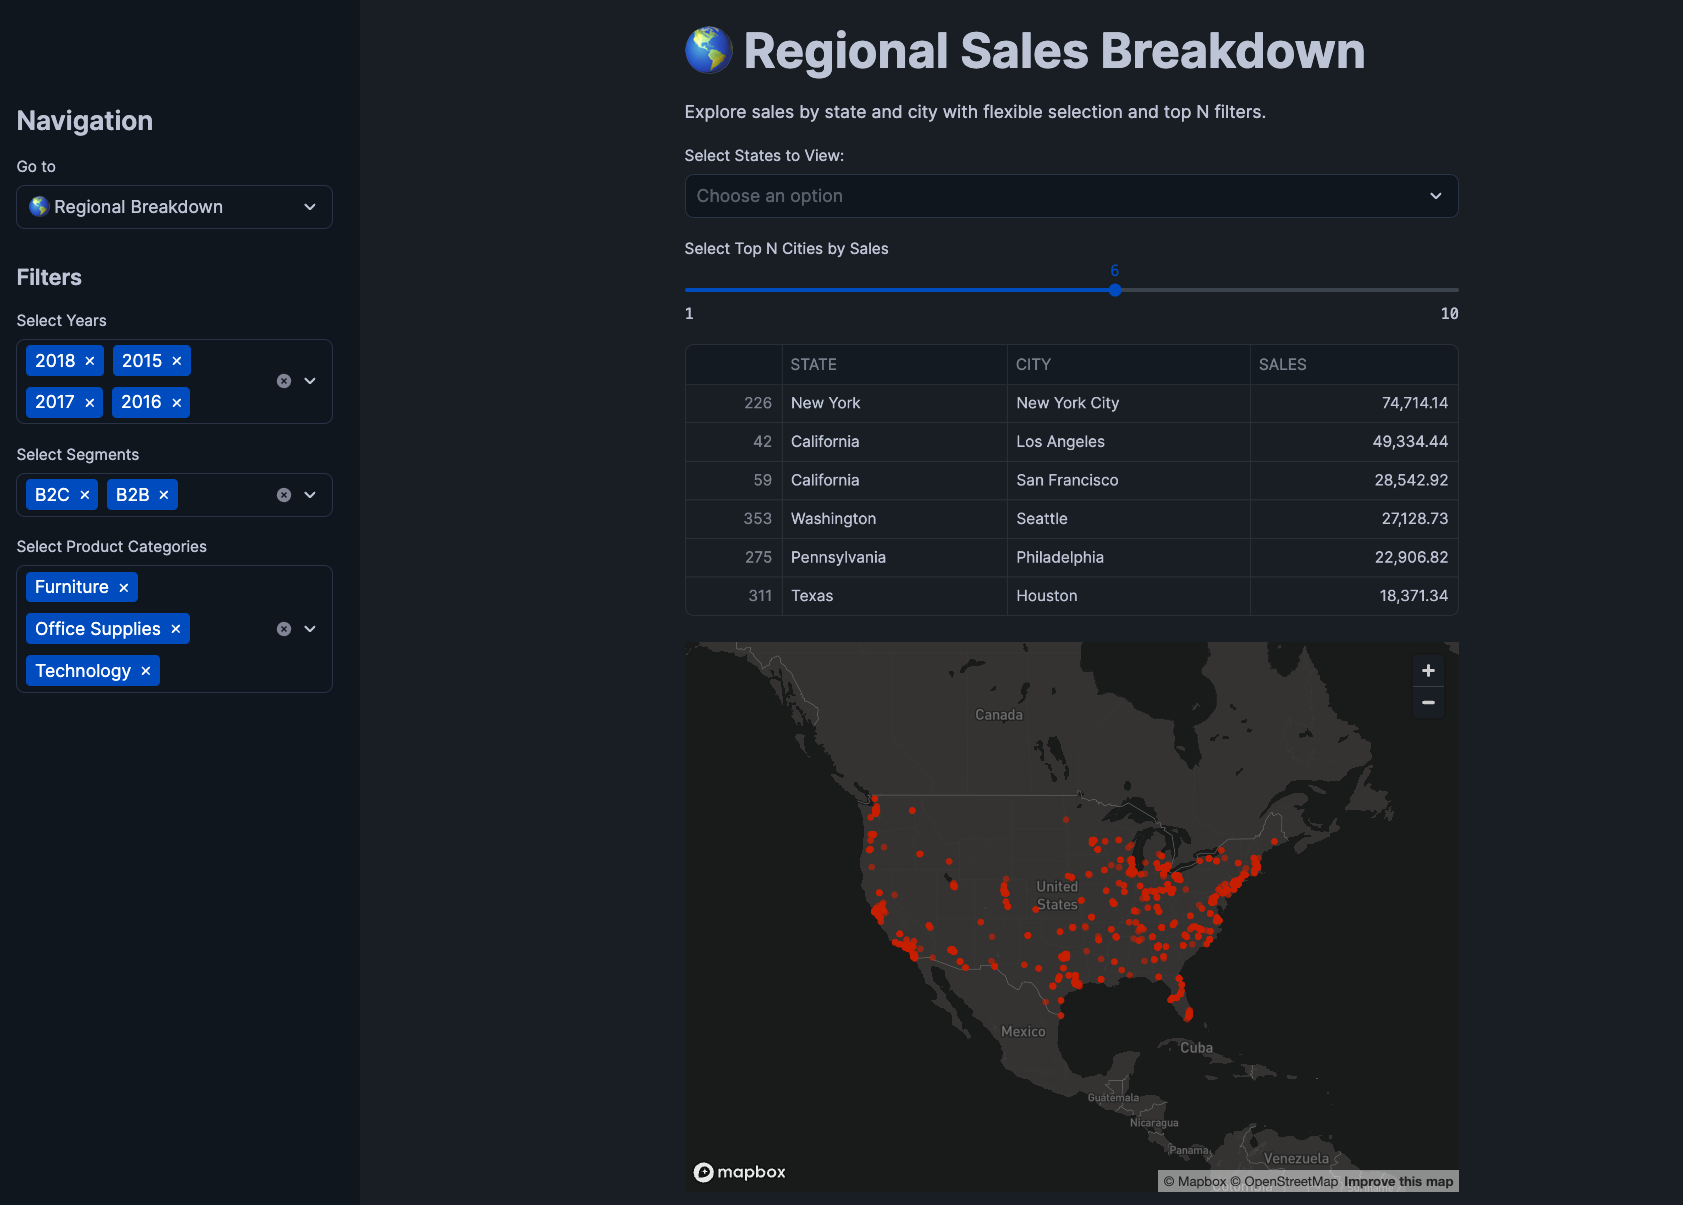 Navigation
Go to
Regional Breakdown
Filters
Select Years
2018 × 2015 ×
2017 × 2016 ×
Select Segments
B2C × B2B ×
Select Product Categories
Furniture ×
Office Supplies ×
Technology ×
Regional Sales Breakdown
Explore sales by state and city with flexible selection and top N filters.
Select States to View:
Choose an option
Select Top N Cities by Sales
6
1 10
STATE CITY SALES
226 New York New York City 74,714.14
42 California Los Angeles 49,334.44
59 California San Francisco 28,542.92
353 Washington Seattle 27,128.73
275 Pennsylvania Philadelphia 22,906.82
311 Texas Houston 18,371.34
+
−
Canada
United
States
Mexico
Cuba
Guatemala
Nicaragua
Panama
Venezuela
Colombia
mapbox
© Mapbox © OpenStreetMap Improve this map